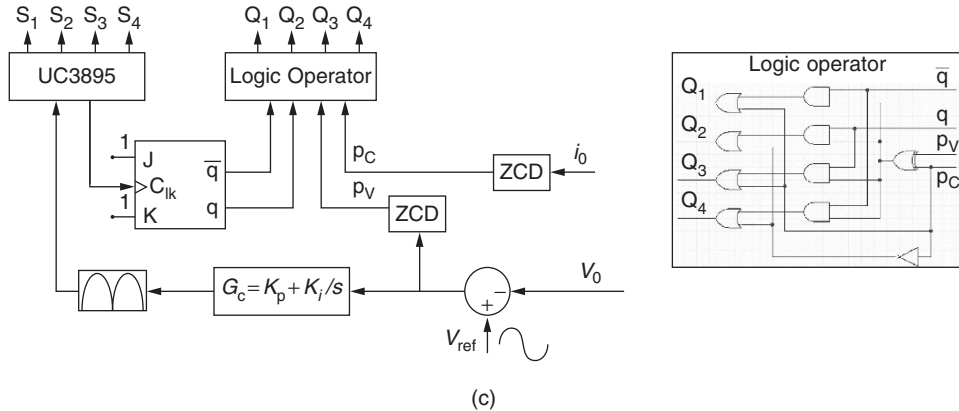 S1 S2 S3 S4
Q1 Q2 Q3 Q4
UC3895
Logic Operator
1
J
q̅
Clk
1
K
q
pC
pV
ZCD
i0
ZCD
Gc = Kp + Ki/s
+
−
V0
Vref
Logic operator
Q1
q̅
Q2
q
pV
Q3
pC
Q4
(c)